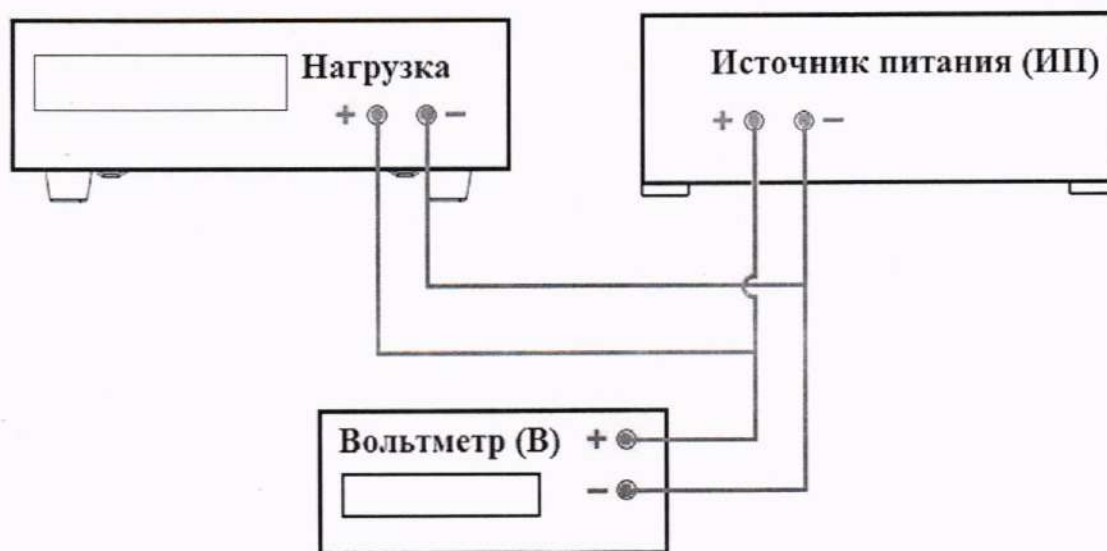 Нагрузка
+ −
Источник питания (ИП)
+ −
Вольтметр (В) +
−